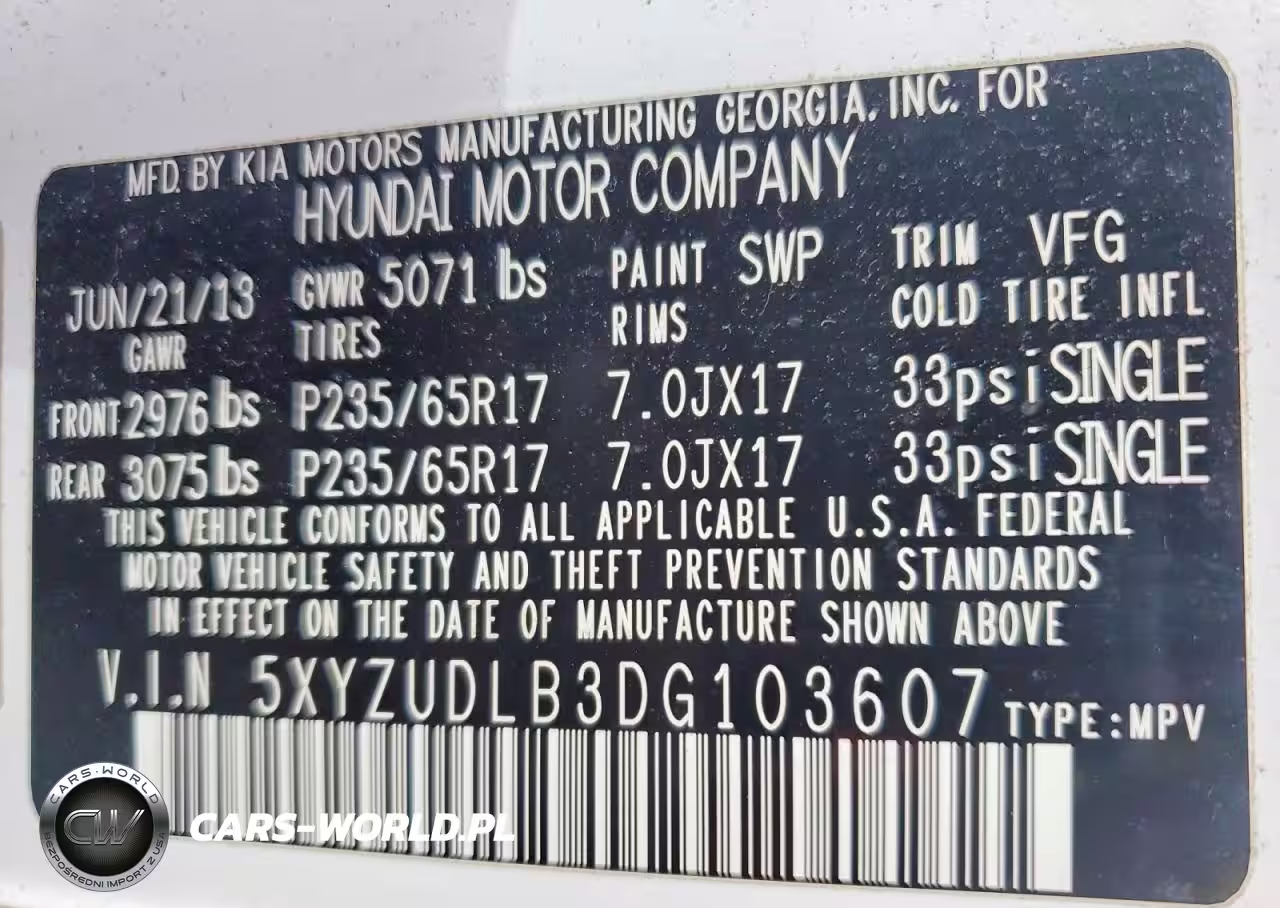 MFD. BY KIA MOTORS MANUFACTURING GEORGIA, INC. FOR
HYUNDAI MOTOR COMPANY
JUN/21/13 GVWR 5071 lbs PAINT SWP TRIM VFG
GAWR TIRES RIMS COLD TIRE INFL
FRONT 2976 lbs P235/65R17 7.0JX17 33psi SINGLE
REAR 3075 lbs P235/65R17 7.0JX17 33psi SINGLE
THIS VEHICLE CONFORMS TO ALL APPLICABLE U.S.A. FEDERAL
MOTOR VEHICLE SAFETY AND THEFT PREVENTION STANDARDS
IN EFFECT ON THE DATE OF MANUFACTURE SHOWN ABOVE
V.I.N 5XYZUDLB3DG103607 TYPE:MPV
CARS-WORLD
CW
BEZPOŚREDNI IMPORT Z USA
CARS-WORLD.PL